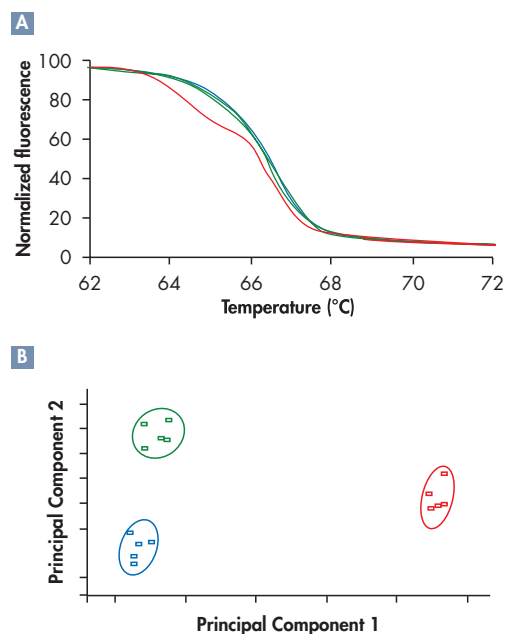 A
Normalized fluorescence
100
80
60
40
20
0
62 64 66 68 70 72
Temperature (°C)
B
Principal Component 2
Principal Component 1